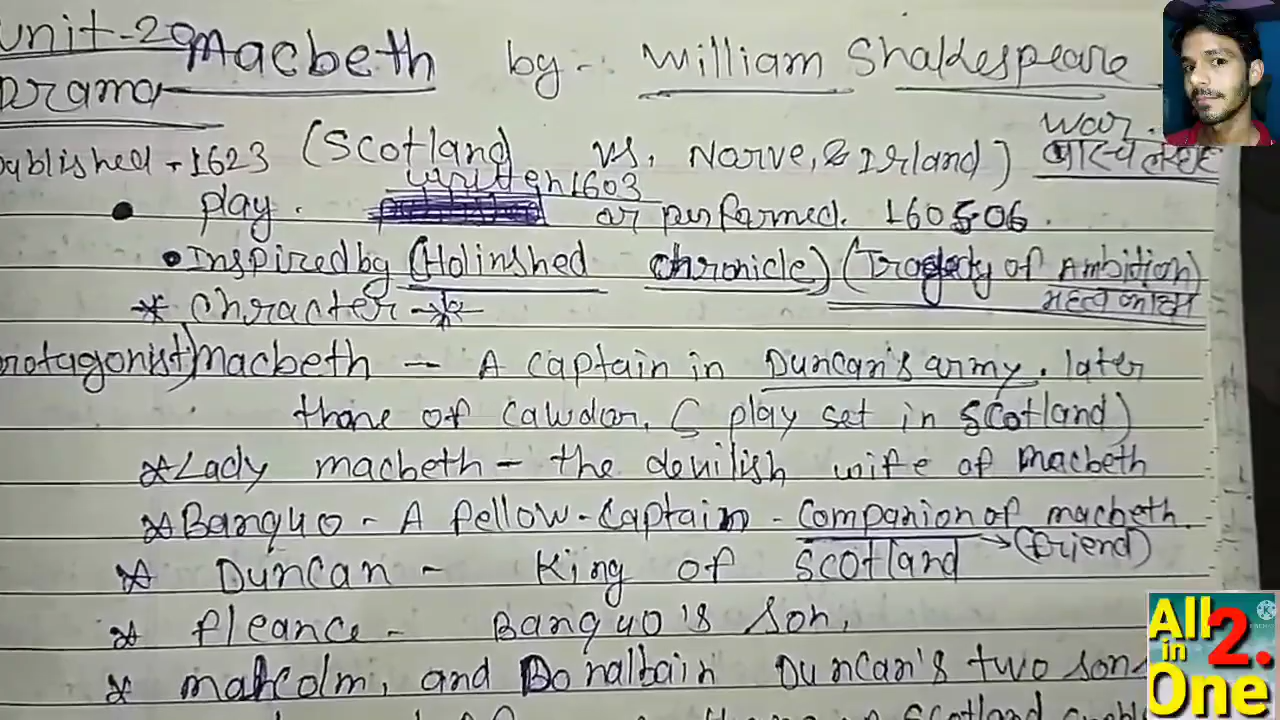 unit-2 Macbeth by - William Shakespeare
Drama
published - 1623 (Scotland vs, Norve, & Irland) war.
play. written 1603 or performed. 1605-06.
Inspired by (Holinshed chronicle) (Tragedy of Ambition)
* Chracter *
protagonist) Macbeth - A captain in Duncan's army. later
thane of cawdor, ( play set in Scotland)
* Lady macbeth - the devilish wife of Macbeth
* Banquo - A fellow-captain - Companion of macbeth.
* Duncan - King of Scotland → (friend)
* fleance - Banquo's son,
* malcolm, and Donalbain Duncan's two sons
All in One 2.